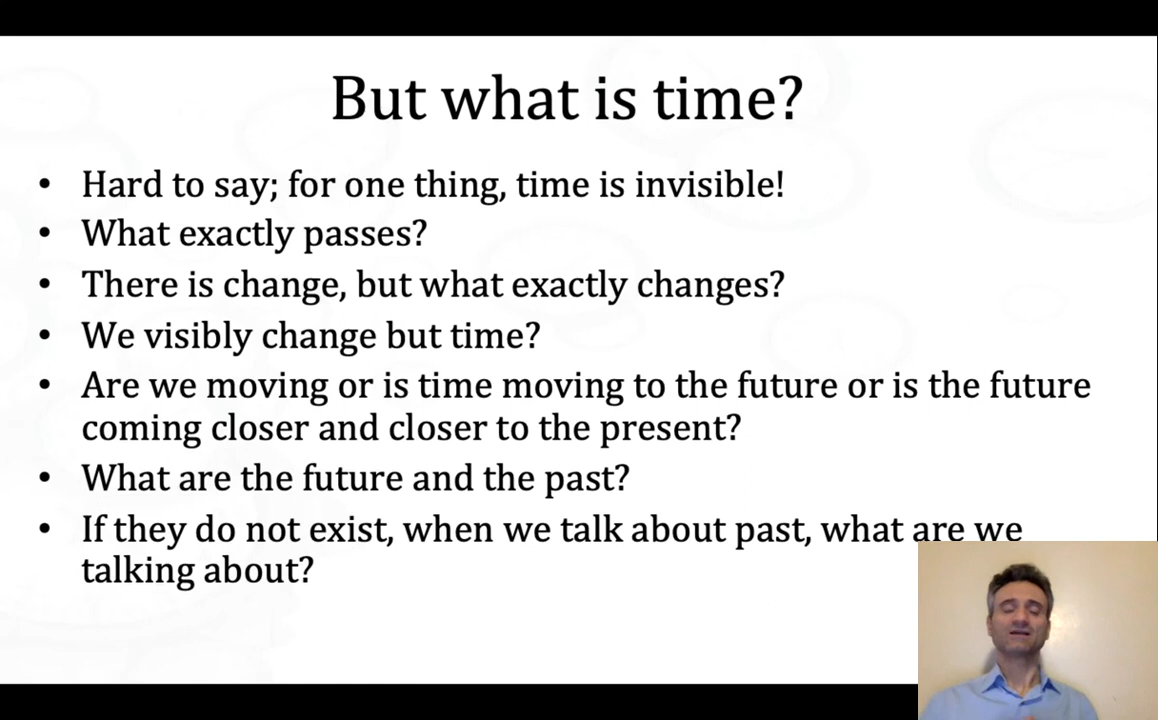 But what is time?
• Hard to say; for one thing, time is invisible!
• What exactly passes?
• There is change, but what exactly changes?
• We visibly change but time?
• Are we moving or is time moving to the future or is the future
coming closer and closer to the present?
• What are the future and the past?
• If they do not exist, when we talk about past, what are we
talking about?